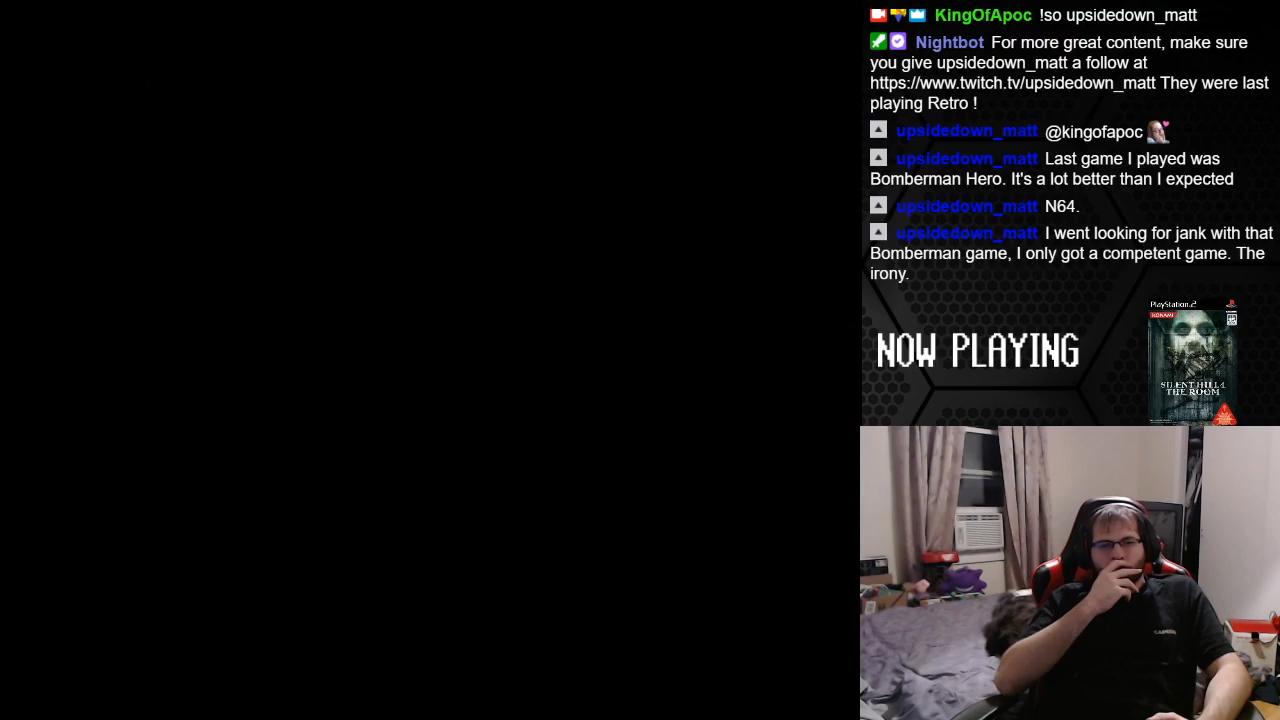 KingOfApoc !so upsidedown_matt
Nightbot For more great content, make sure
you give upsidedown_matt a follow at
https://www.twitch.tv/upsidedown_matt They were last
playing Retro !
upsidedown_matt @kingofapoc
upsidedown_matt Last game I played was
Bomberman Hero. It's a lot better than I expected
upsidedown_matt N64.
upsidedown_matt I went looking for jank with that
Bomberman game, I only got a competent game. The
irony.
PlayStation.2
KONAMI
NOW PLAYING
SILENT HILL 4
THE ROOM